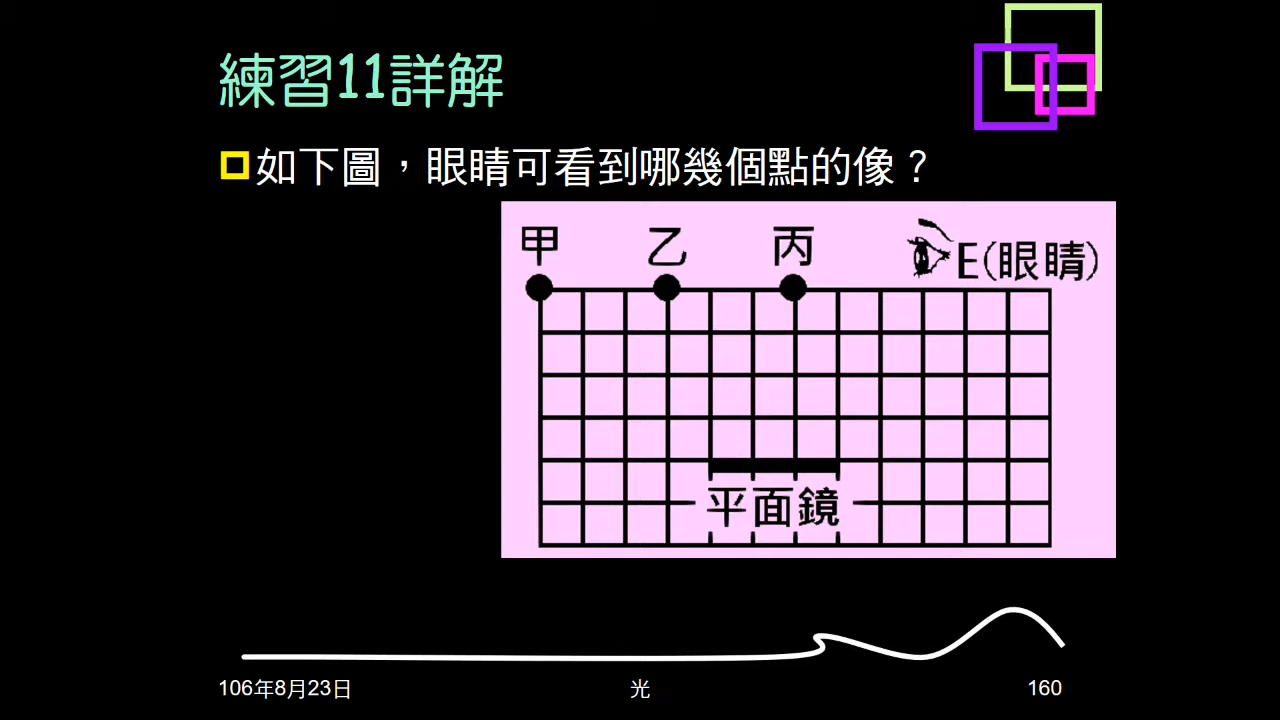 練習11詳解
如下圖，眼睛可看到哪幾個點的像？
甲 乙 丙 E(眼睛)
平面鏡
106年8月23日 光 160